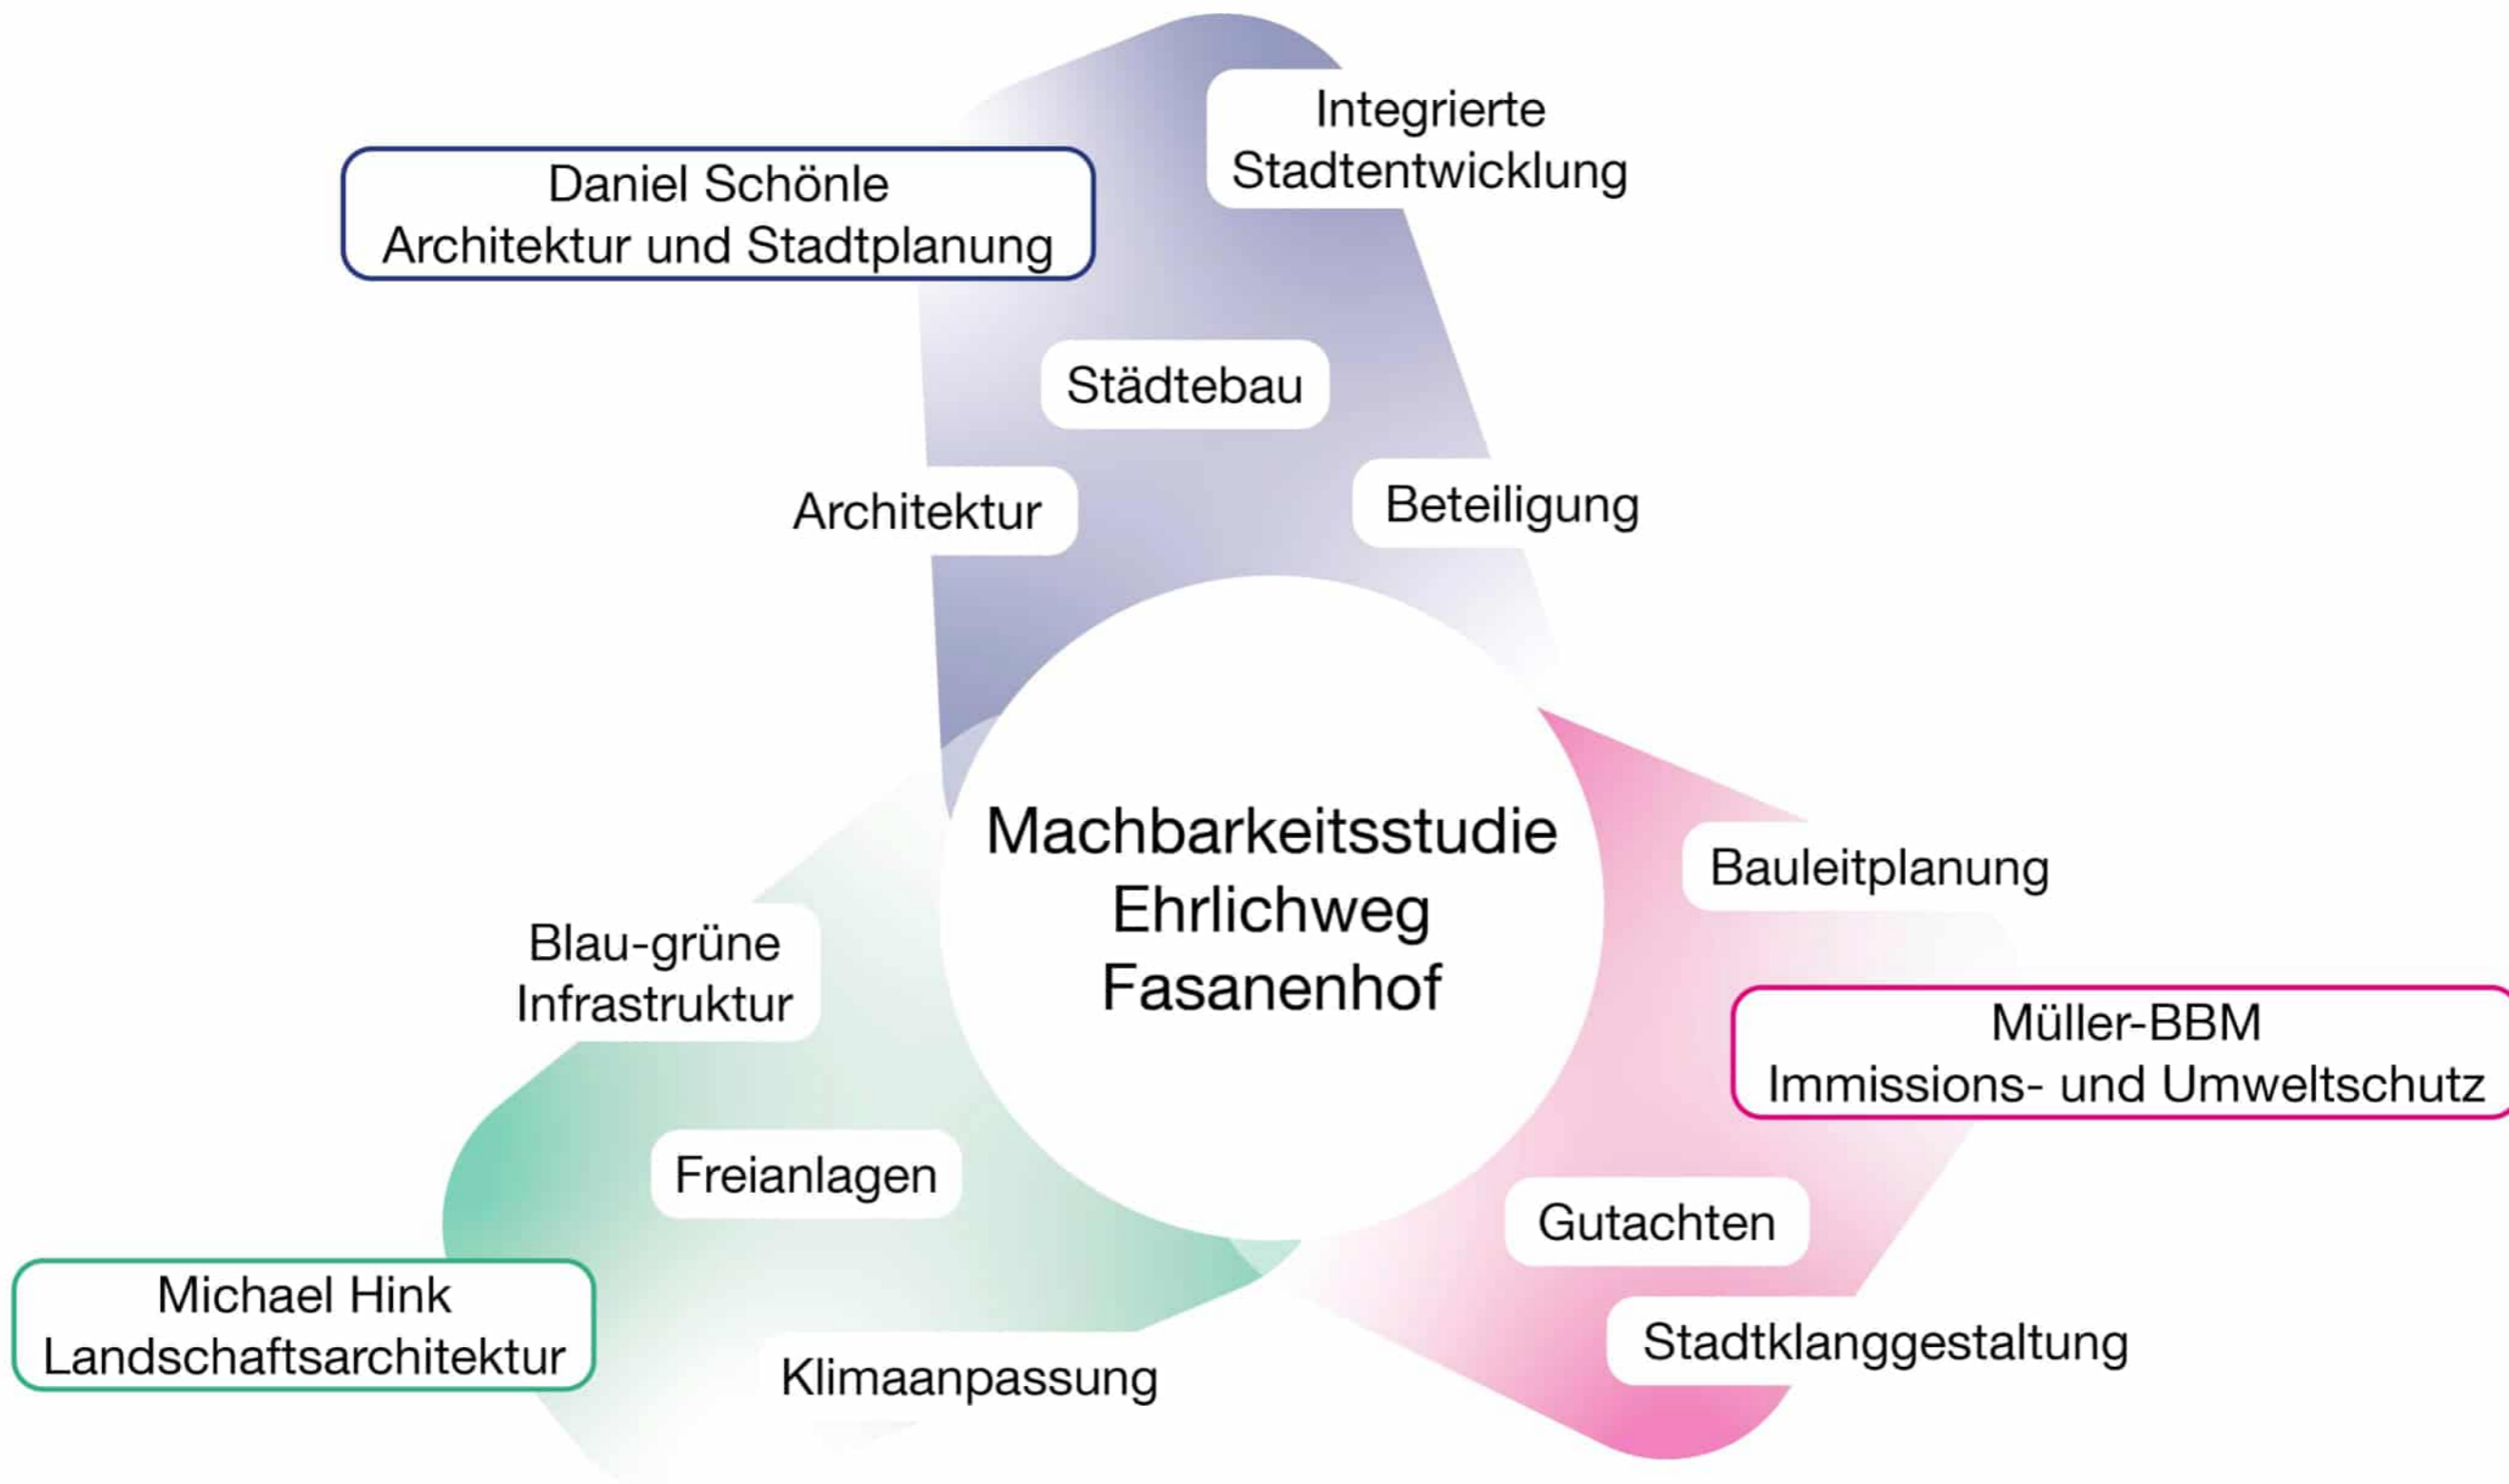 Integrierte
Stadtentwicklung
Daniel Schönle
Architektur und Stadtplanung
Städtebau
Architektur
Beteiligung
Machbarkeitsstudie
Ehrlichweg
Fasanenhof
Bauleitplanung
Blau-grüne
Infrastruktur
Müller-BBM
Immissions- und Umweltschutz
Freianlagen
Gutachten
Michael Hink
Landschaftsarchitektur
Stadtklanggestaltung
Klimaanpassung